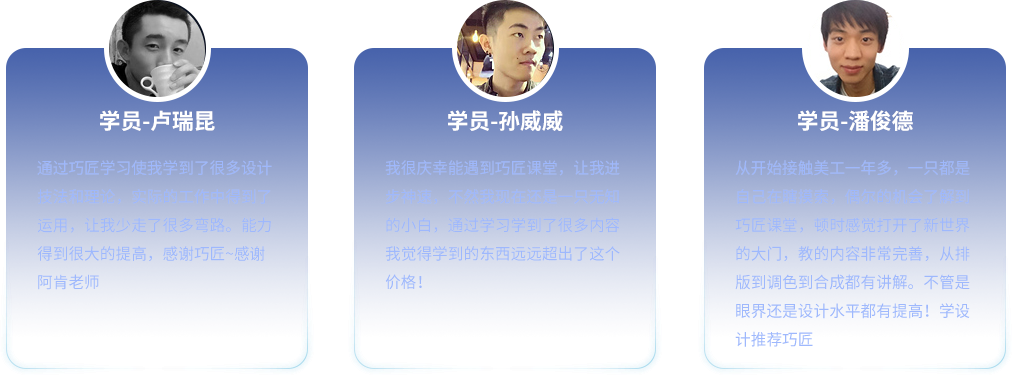 学员-卢瑞昆
通过巧匠学习使我学到了很多设计
运用，让我少走了很多弯路。能力
得到很大的提高，感谢巧匠~感谢
阿肯老师
学员-孙威威
我很庆幸能遇到巧匠课堂，让我进
的小白，通过学习学到了很多内容
我觉得学到的东西远远超出了这个
价格！
学员-潘俊德
从开始接触美工一年多，一只都是
巧匠课堂，顿时感觉打开了新世界
的大门，教的内容非常完善，从排
版到调色到合成都有讲解。不管是
眼界还是设计水平都有提高！学设
计推荐巧匠